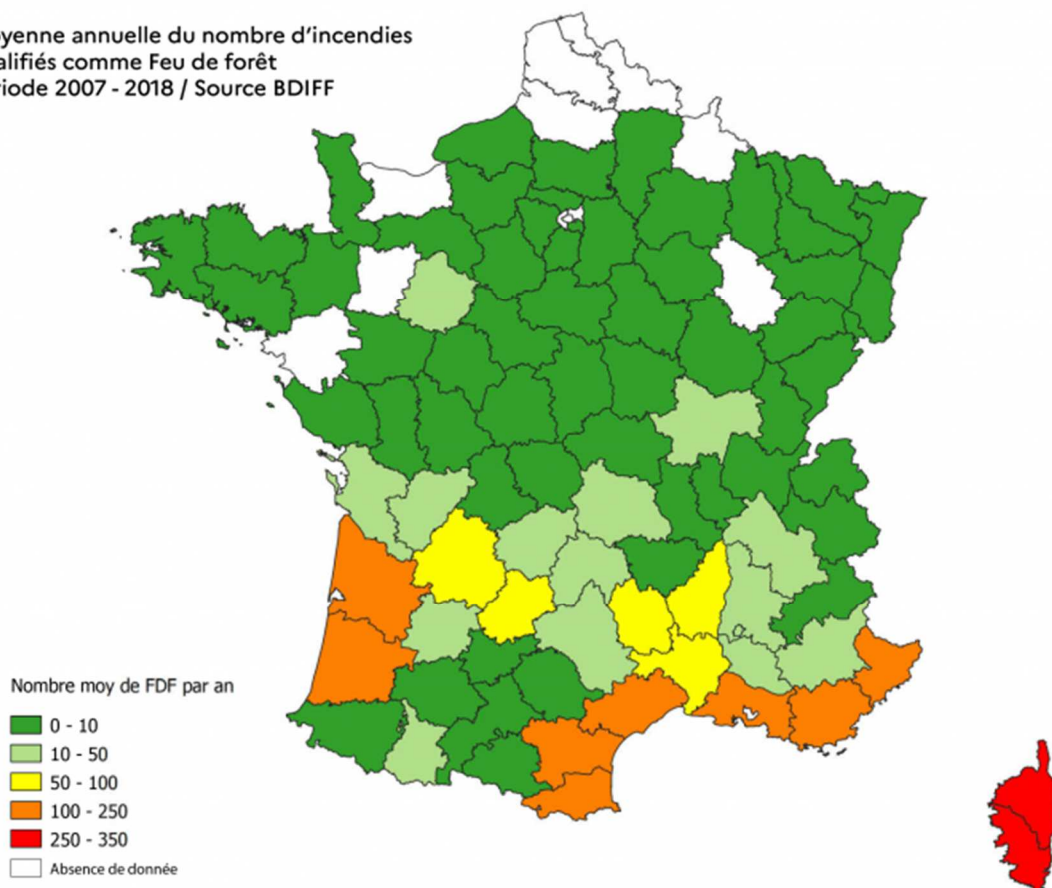 yenne annuelle du nombre d'incendies
alifiés comme Feu de forêt
riode 2007 - 2018 / Source BDIFF
Nombre moy de FDF par an
0 - 10
10 - 50
50 - 100
100 - 250
250 - 350
Absence de donnée